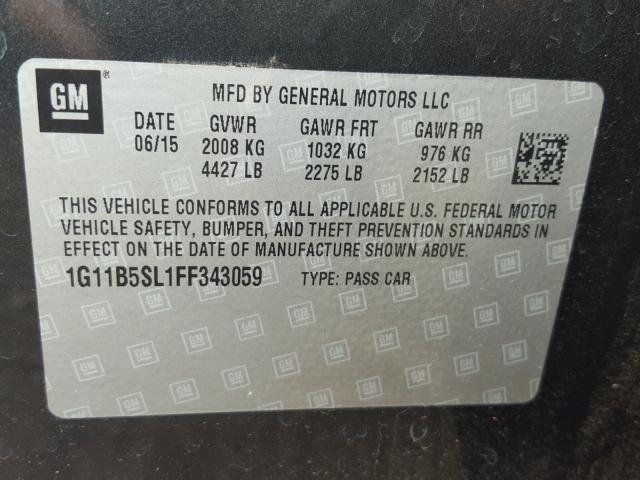 GM ®
MFD BY GENERAL MOTORS LLC
DATE GVWR GAWR FRT GAWR RR
06/15 2008 KG 1032 KG 976 KG
4427 LB 2275 LB 2152 LB
THIS VEHICLE CONFORMS TO ALL APPLICABLE U.S. FEDERAL MOTOR
VEHICLE SAFETY, BUMPER, AND THEFT PREVENTION STANDARDS IN
EFFECT ON THE DATE OF MANUFACTURE SHOWN ABOVE.
1G11B5SL1FF343059 TYPE: PASS CAR